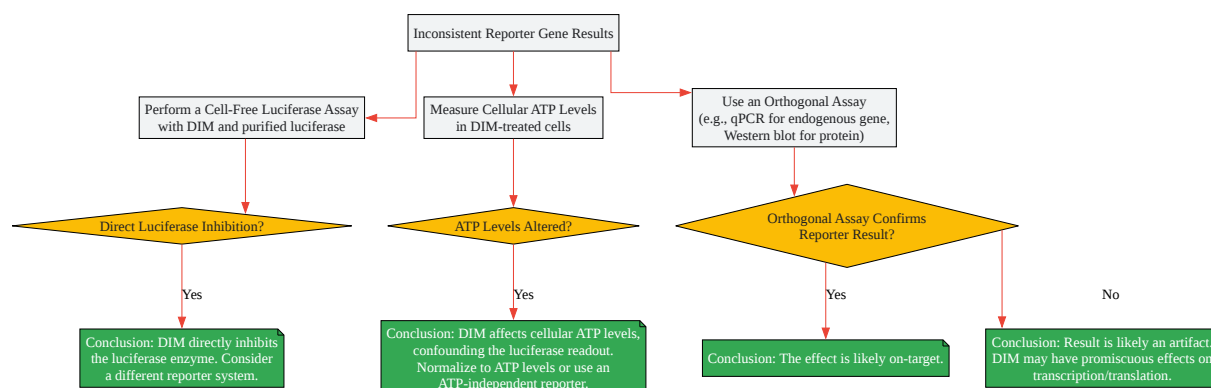 Inconsistent Reporter Gene Results
Perform a Cell-Free Luciferase Assay
with DIM and purified luciferase
Measure Cellular ATP Levels
in DIM-treated cells
Use an Orthogonal Assay
(e.g., qPCR for endogenous gene,
Western blot for protein)
Direct Luciferase Inhibition?
ATP Levels Altered?
Orthogonal Assay Confirms
Reporter Result?
Yes
Yes
Yes
No
Conclusion: DIM directly inhibits
the luciferase enzyme. Consider
a different reporter system.
Conclusion: DIM affects cellular ATP levels,
confounding the luciferase readout.
Normalize to ATP levels or use an
ATP-independent reporter.
Conclusion: The effect is likely on-target.
Conclusion: Result is likely an artifact.
DIM may have promiscuous effects on
transcription/translation.